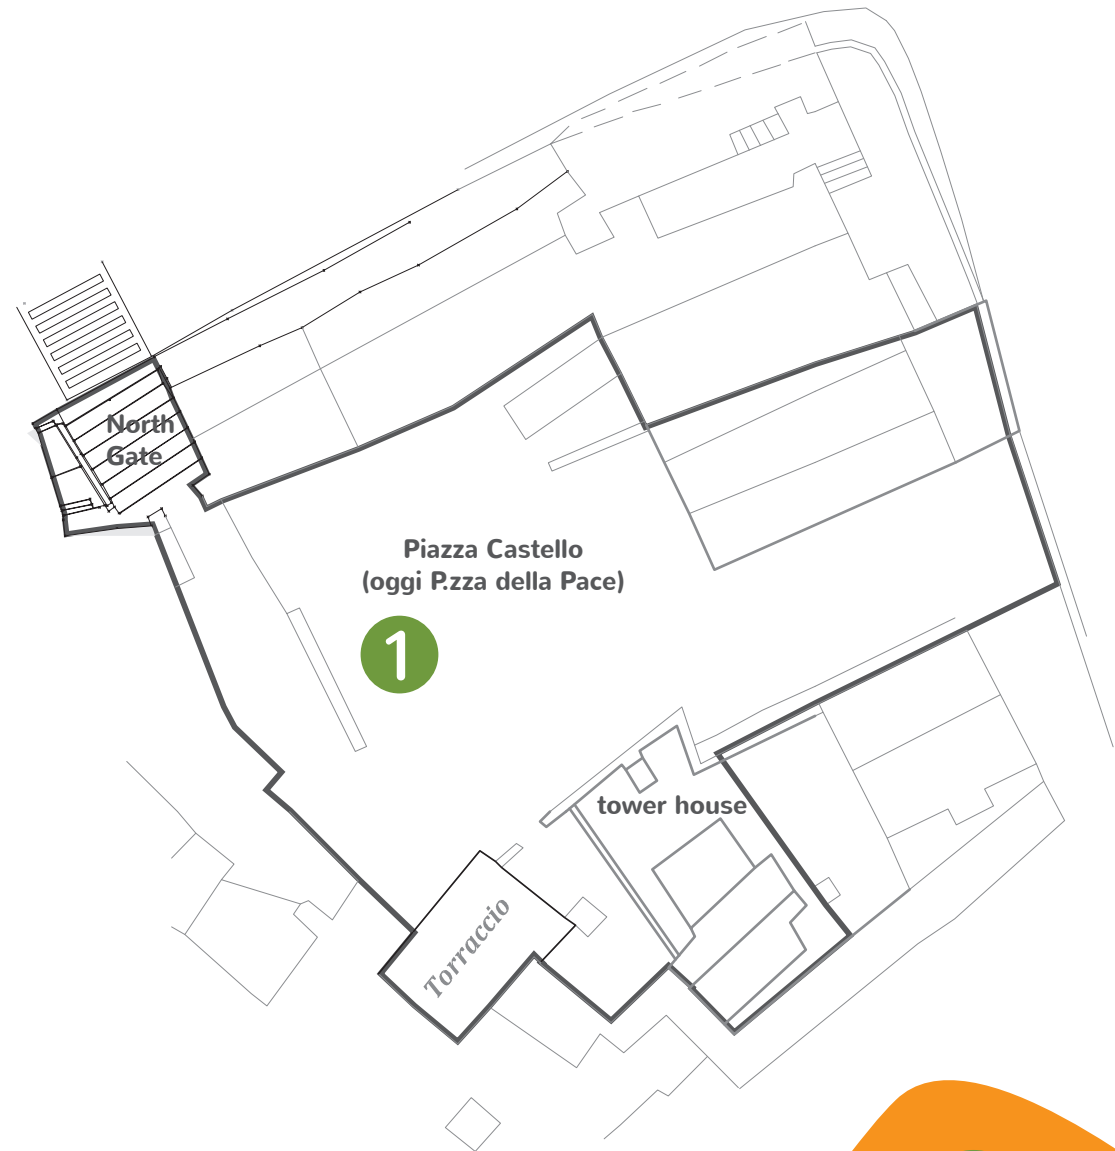 North
Gate
Piazza Castello
(oggi P.zza della Pace)
1
tower house
Torraccio